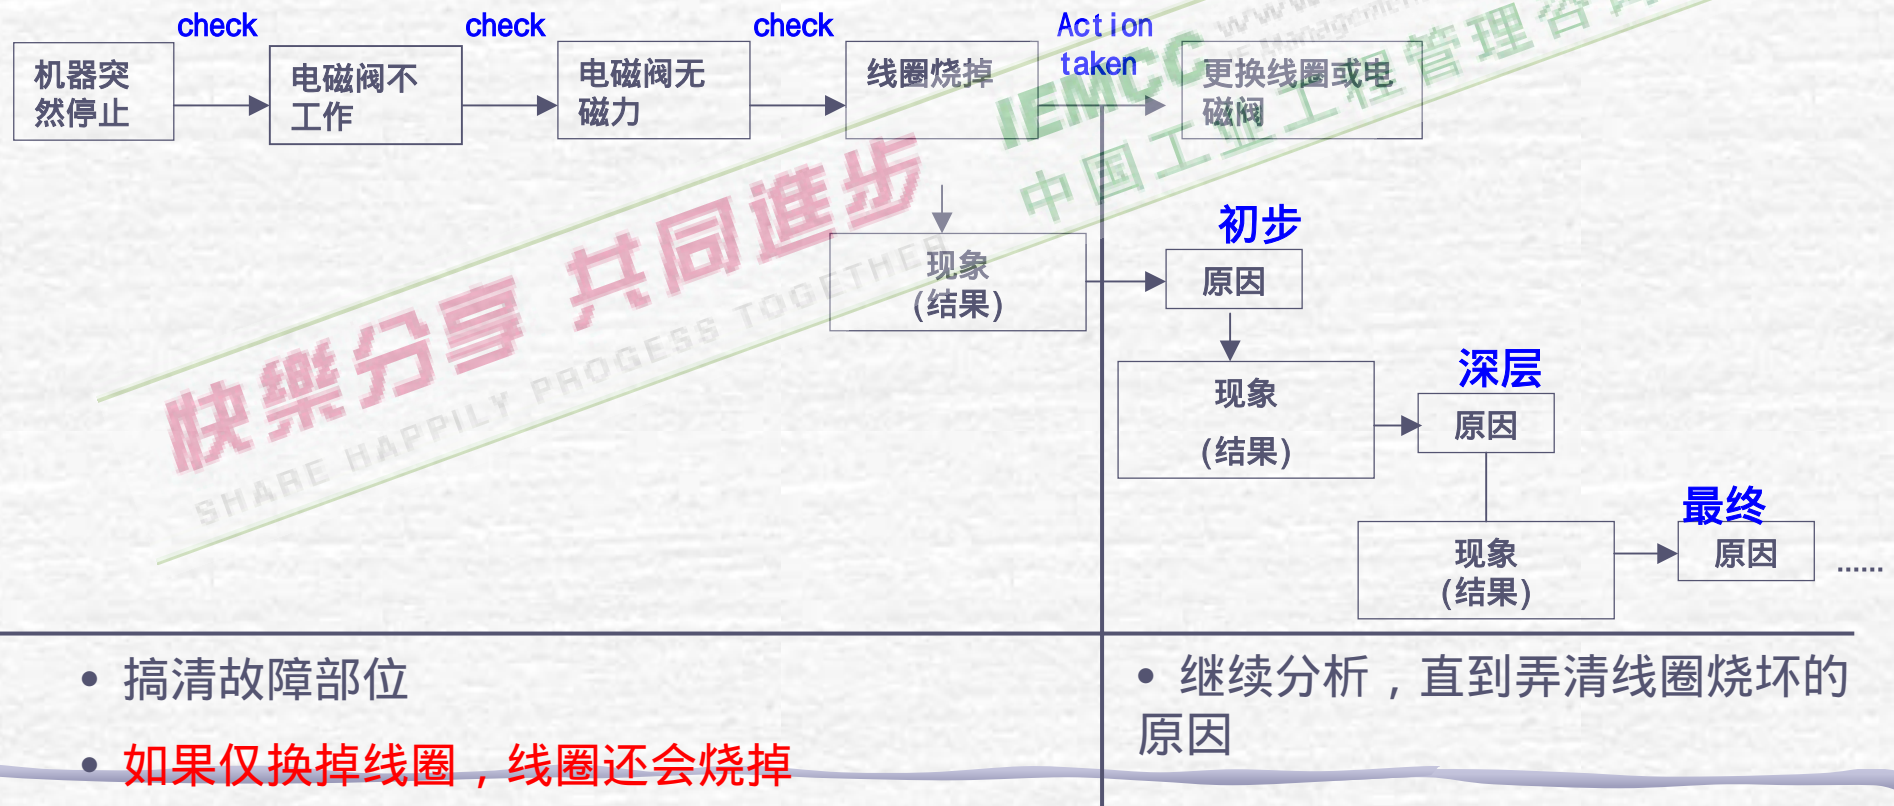 check
check
check
Action
taken
机器突
然停止
电磁阀不
工作
电磁阀无
磁力
线圈烧掉
更换线圈或电
磁阀
IEMCC
中国工业工程管理咨
快樂分享 共同進步
SHARE HAPPILY PROGESS TOGETHER
现象
(结果)
初步
原因
现象
(结果)
深层
原因
现象
(结果)
最终
原因
......
• 搞清故障部位
• 如果仅换掉线圈，线圈还会烧掉
• 继续分析，直到弄清线圈烧坏的
原因